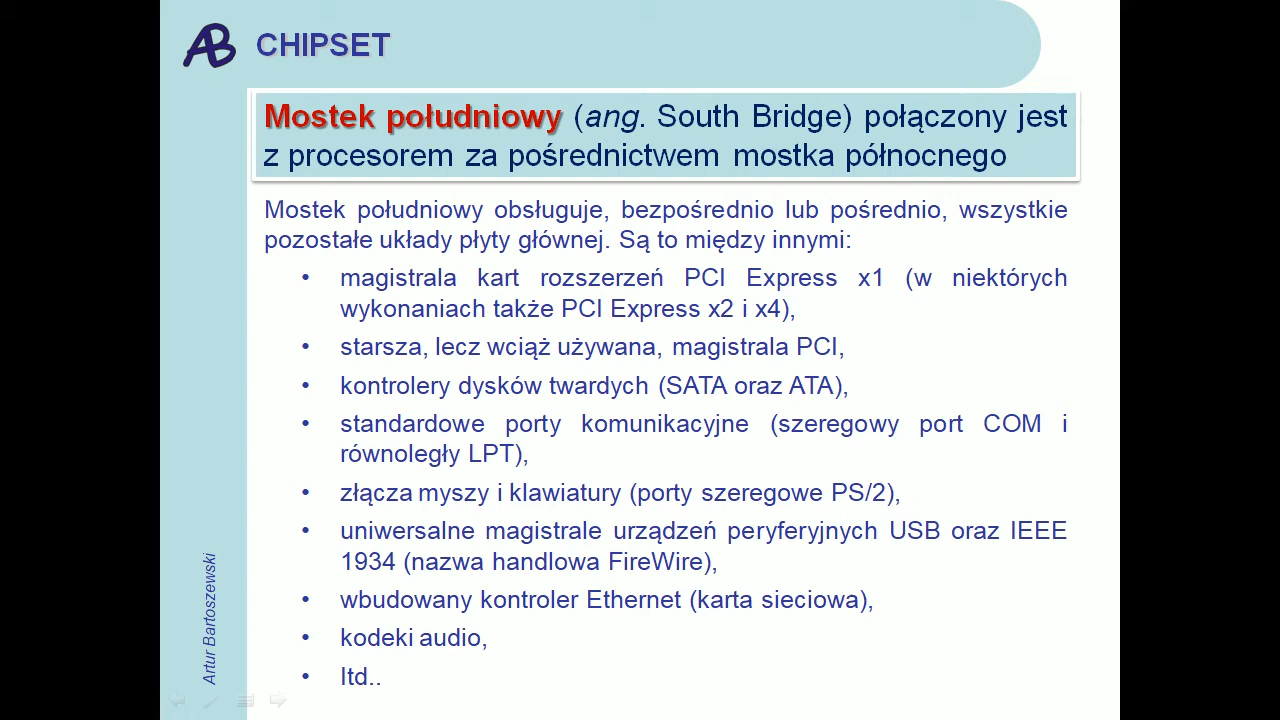 AB CHIPSET
Mostek południowy (ang. South Bridge) połączony jest
z procesorem za pośrednictwem mostka północnego
Mostek południowy obsługuje, bezpośrednio lub pośrednio, wszystkie
pozostałe układy płyty głównej. Są to między innymi:
• magistrala kart rozszerzeń PCI Express x1 (w niektórych
wykonaniach także PCI Express x2 i x4),
• starsza, lecz wciąż używana, magistrala PCI,
• kontrolery dysków twardych (SATA oraz ATA),
• standardowe porty komunikacyjne (szeregowy port COM i
równoległy LPT),
• złącza myszy i klawiatury (porty szeregowe PS/2),
• uniwersalne magistrale urządzeń peryferyjnych USB oraz IEEE
1934 (nazwa handlowa FireWire),
• wbudowany kontroler Ethernet (karta sieciowa),
• kodeki audio,
• Itd..
Artur Bartoszewski